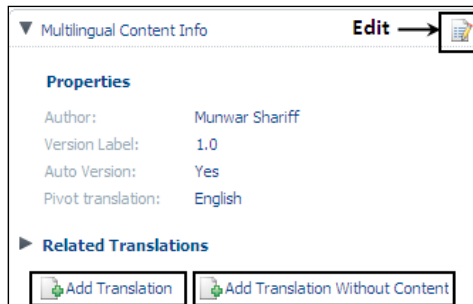 Multilingual Content Info Edit
Properties
Author: Munwar Shariff
Version Label: 1.0
Auto Version: Yes
Pivot translation: English
Related Translations
Add Translation Add Translation Without Content